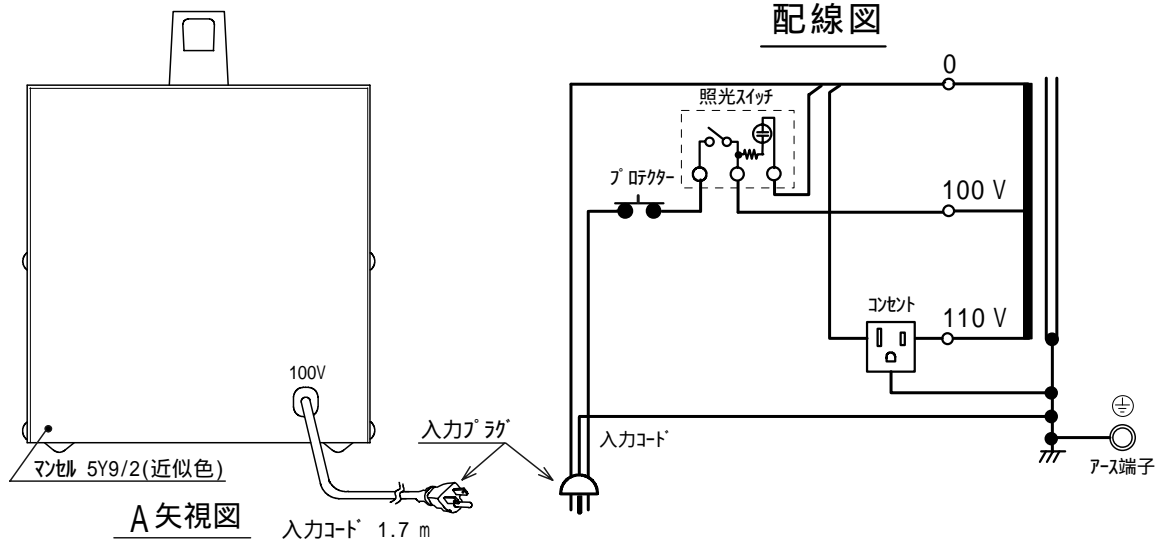 配線図
0
照光ｽｲｯﾁ
ﾌﾟﾛﾃｸﾀｰ
100 V
ｺﾝｾﾝﾄ
110 V
100V
入力ﾌﾟﾗｸﾞ
入力ｺｰﾄﾞ
ｱｰｽ端子
ﾏﾝｾﾙ 5Y9/2(近似色)
A矢視図
入力ｺｰﾄﾞ 1.7 m